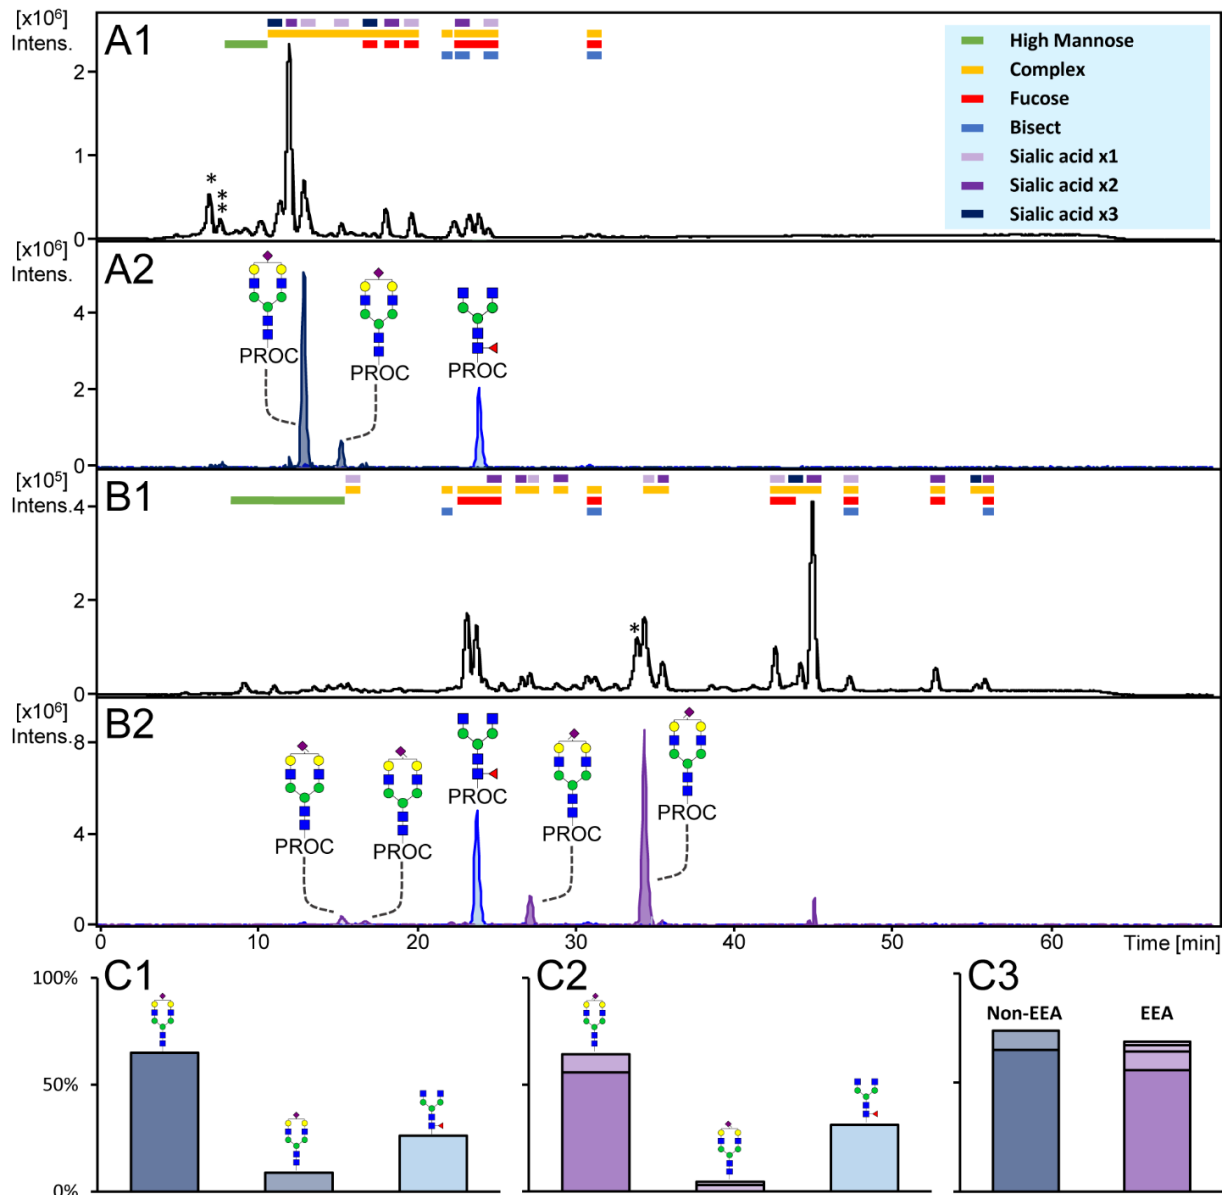 [x10⁶]
Intens.
A1
2
1
0
*
*
*
High Mannose
Complex
Fucose
Bisect
Sialic acid x1
Sialic acid x2
Sialic acid x3
[x10⁶]
Intens.
A2
4
2
0
PROC
PROC
PROC
[x10⁵]
Intens.
B1
4
2
0
*
[x10⁶]
Intens.
B2
8
4
0
PROC
PROC
PROC
PROC
PROC
0 10 20 30 40 50 60 Time [min]
C1
100%
50%
0%
C2
C3
Non-EEA EEA